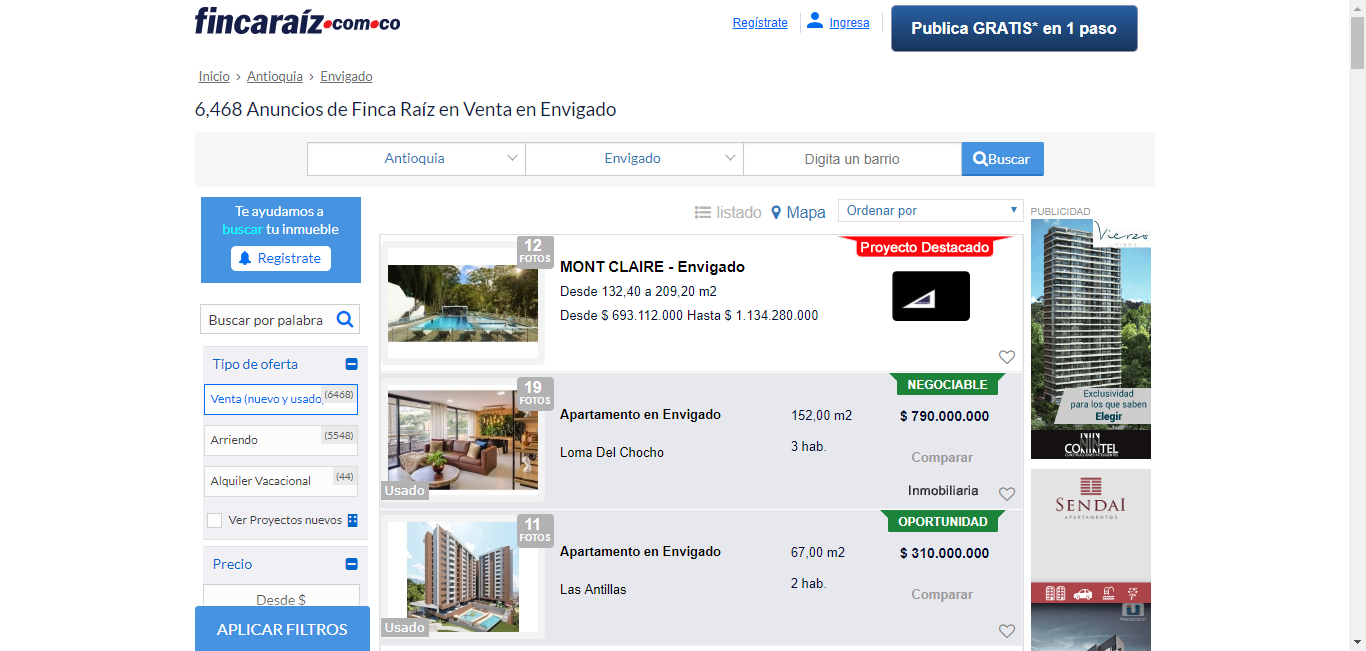 fincaraíz.com.co
Regístrate
Ingresa
Publica GRATIS* en 1 paso
Inicio › Antioquia › Envigado
6,468 Anuncios de Finca Raíz en Venta en Envigado
Antioquia
Envigado
Digita un barrio
Buscar
Te ayudamos a
buscar tu inmueble
Registrate
Buscar por palabra
Tipo de oferta
Venta (nuevo y usado) (6468)
Arriendo (5548)
Alquiler Vacacional (44)
Ver Proyectos nuevos
Precio
Desde $
APLICAR FILTROS
listado
Mapa
Ordenar por
12
FOTOS
MONT CLAIRE - Envigado
Desde 132,40 a 209,20 m2
Desde $ 693.112.000 Hasta $ 1.134.280.000
Proyecto Destacado
19
FOTOS
Usado
Apartamento en Envigado
Loma Del Chocho
152,00 m2
3 hab.
NEGOCIABLE
$ 790.000.000
Comparar
Inmobiliaria
11
FOTOS
Usado
Apartamento en Envigado
Las Antillas
67,00 m2
2 hab.
OPORTUNIDAD
$ 310.000.000
Comparar
PUBLICIDAD
Vierzo
Exclusividad
para los que saben
Elegir
CONINTEL
CONSTRUCCIONES INTELIGENTES
SENDAI
APARTAMENTOS